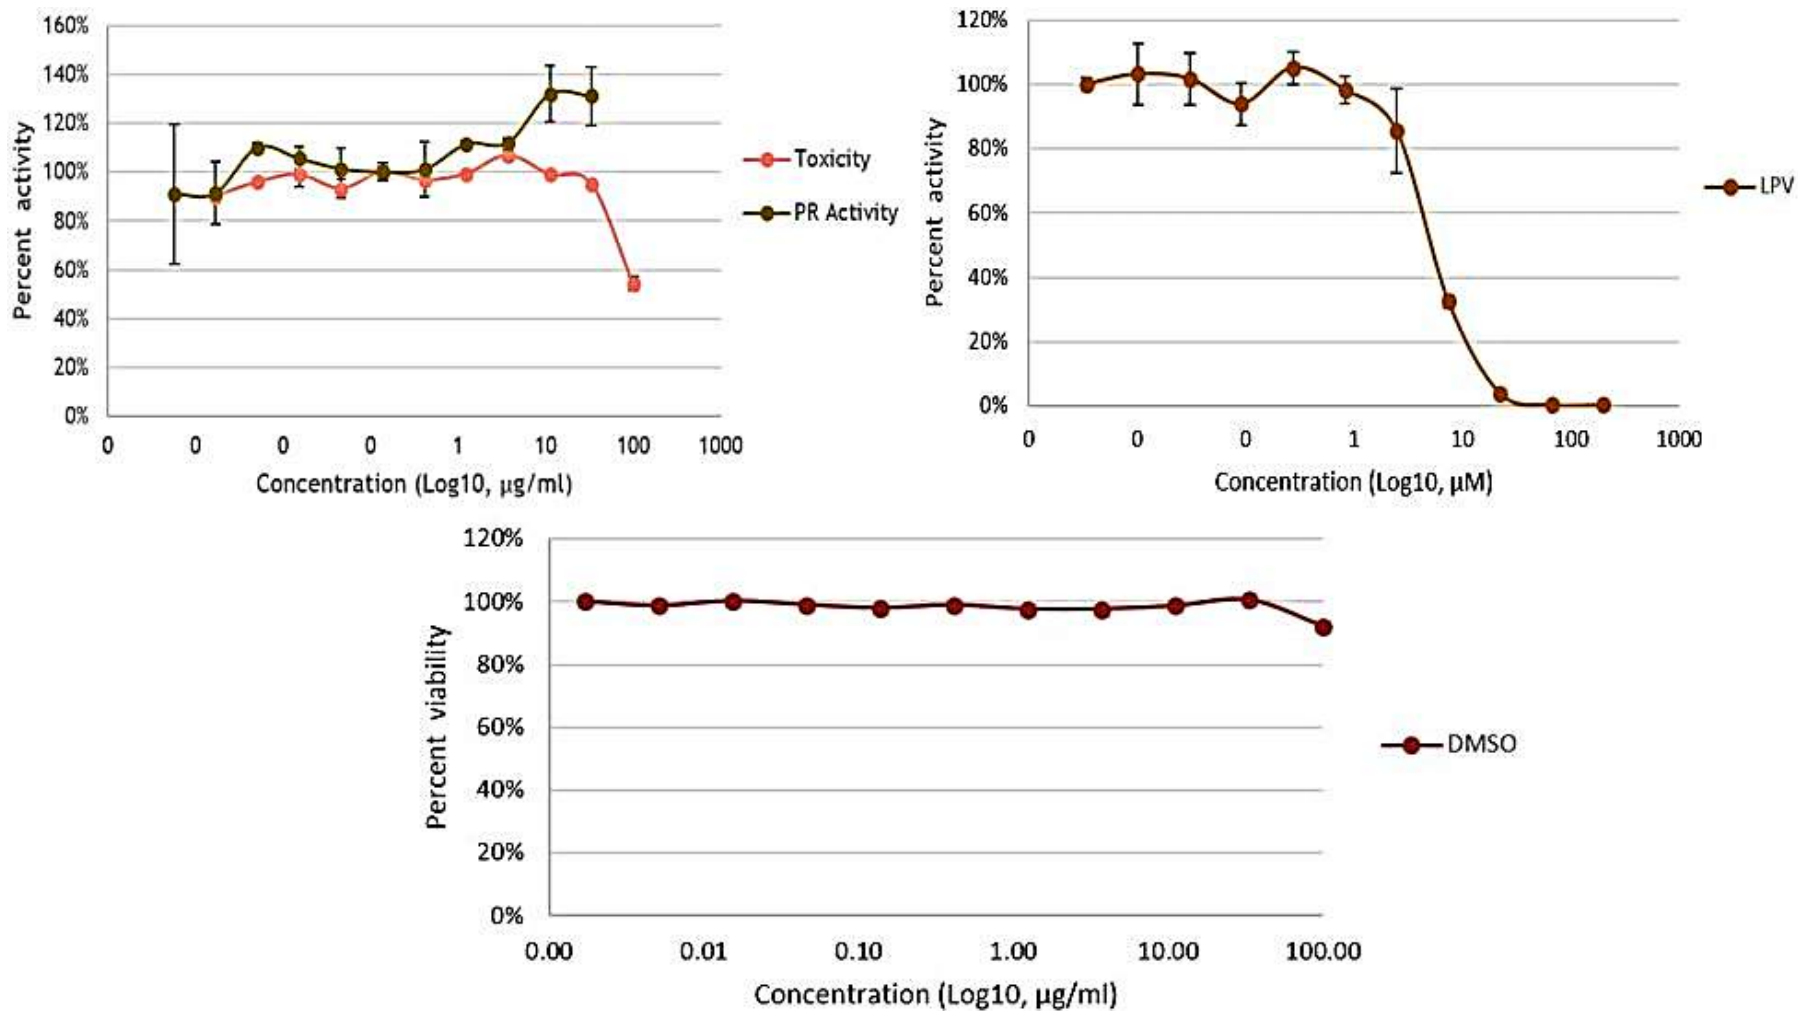 160%
140%
120%
100%
80%
60%
40%
20%
0%
Percent activity
0 0 0 0 1 10 100 1000
Concentration (Log10, µg/ml)
Toxicity
PR Activity
120%
100%
80%
60%
40%
20%
0%
Percent activity
0 0 0 1 10 100 1000
Concentration (Log10, µM)
LPV
120%
100%
80%
60%
40%
20%
0%
Percent viability
0.00 0.01 0.10 1.00 10.00 100.00
Concentration (Log10, µg/ml)
DMSO